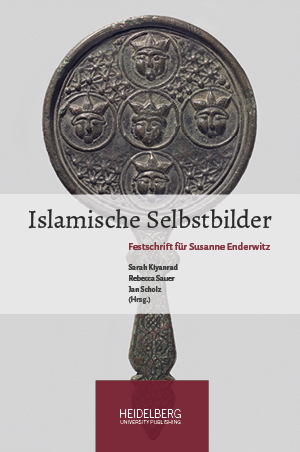 Islamische Selbstbilder
Festschrift für Susanne Enderwitz
Sarah Kiyanrad
Rebecca Sauer
Jan Scholz
(Hrsg.)
HEIDELBERG
UNIVERSITY PUBLISHING